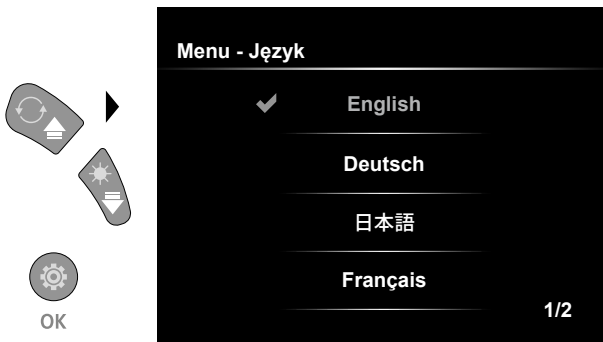 Menu - Język
English
Deutsch
日本語
Français
1/2
OK